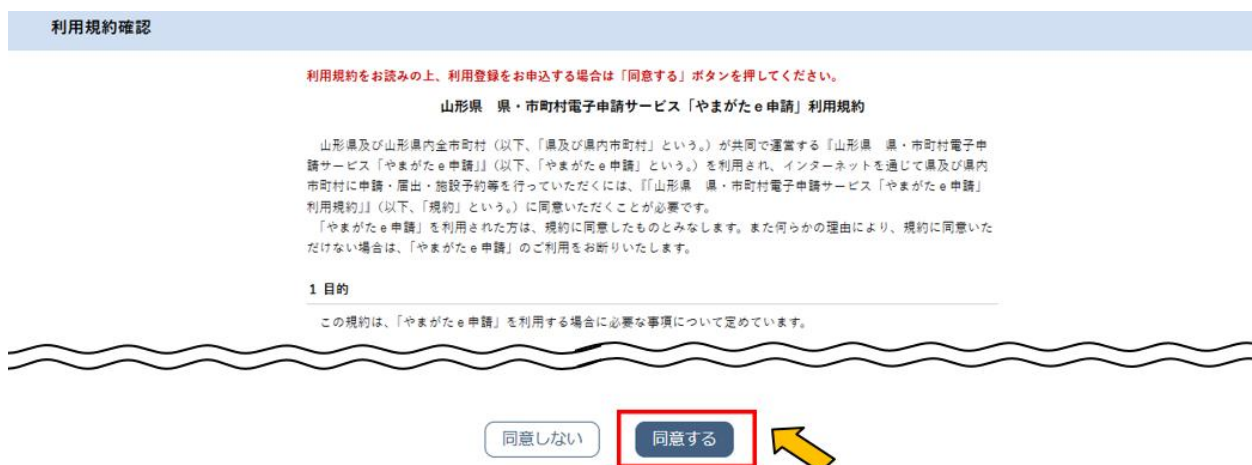 利用規約確認
利用規約をお読みの上、利用登録をお申込する場合は「同意する」ボタンを押してください。
山形県　県・市町村電子申請サービス「やまがたｅ申請」利用規約
山形県及び山形県内全市町村（以下、「県及び県内市町村」という。）が共同で運営する『山形県　県・市町村電子申
請サービス「やまがたｅ申請」』（以下、「やまがたｅ申請」という。）を利用され、インターネットを通じて県及び県内
市町村に申請・届出・施設予約等を行っていただくには、『「山形県　県・市町村電子申請サービス「やまがたｅ申請」
利用規約」』（以下、「規約」という。）に同意いただくことが必要です。
「やまがたｅ申請」を利用された方は、規約に同意したものとみなします。また何らかの理由により、規約に同意いた
だけない場合は、「やまがたｅ申請」のご利用をお断りいたします。
1 目的
この規約は、「やまがたｅ申請」を利用する場合に必要な事項について定めています。
同意しない
同意する